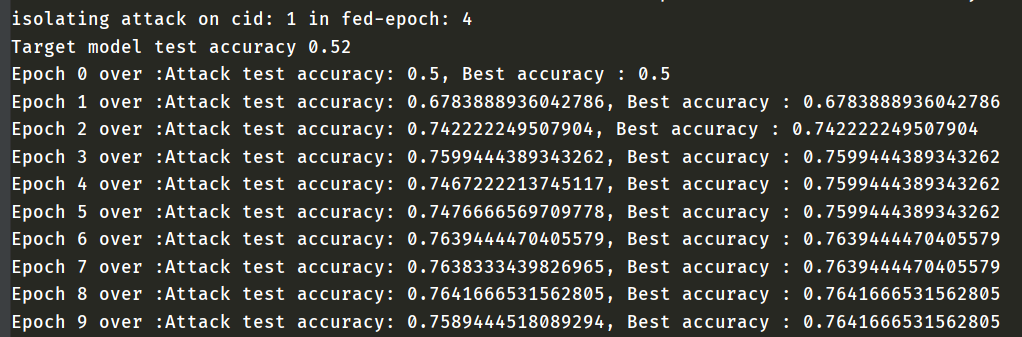 isolating attack on cid: 1 in fed-epoch: 4
Target model test accuracy 0.52
Epoch 0 over :Attack test accuracy: 0.5, Best accuracy : 0.5
Epoch 1 over :Attack test accuracy: 0.6783888936042786, Best accuracy : 0.6783888936042786
Epoch 2 over :Attack test accuracy: 0.742222249507904, Best accuracy : 0.742222249507904
Epoch 3 over :Attack test accuracy: 0.7599444389343262, Best accuracy : 0.7599444389343262
Epoch 4 over :Attack test accuracy: 0.7467222213745117, Best accuracy : 0.7599444389343262
Epoch 5 over :Attack test accuracy: 0.7476666569709778, Best accuracy : 0.7599444389343262
Epoch 6 over :Attack test accuracy: 0.7639444470405579, Best accuracy : 0.7639444470405579
Epoch 7 over :Attack test accuracy: 0.7638333439826965, Best accuracy : 0.7639444470405579
Epoch 8 over :Attack test accuracy: 0.7641666531562805, Best accuracy : 0.7641666531562805
Epoch 9 over :Attack test accuracy: 0.7589444518089294, Best accuracy : 0.7641666531562805